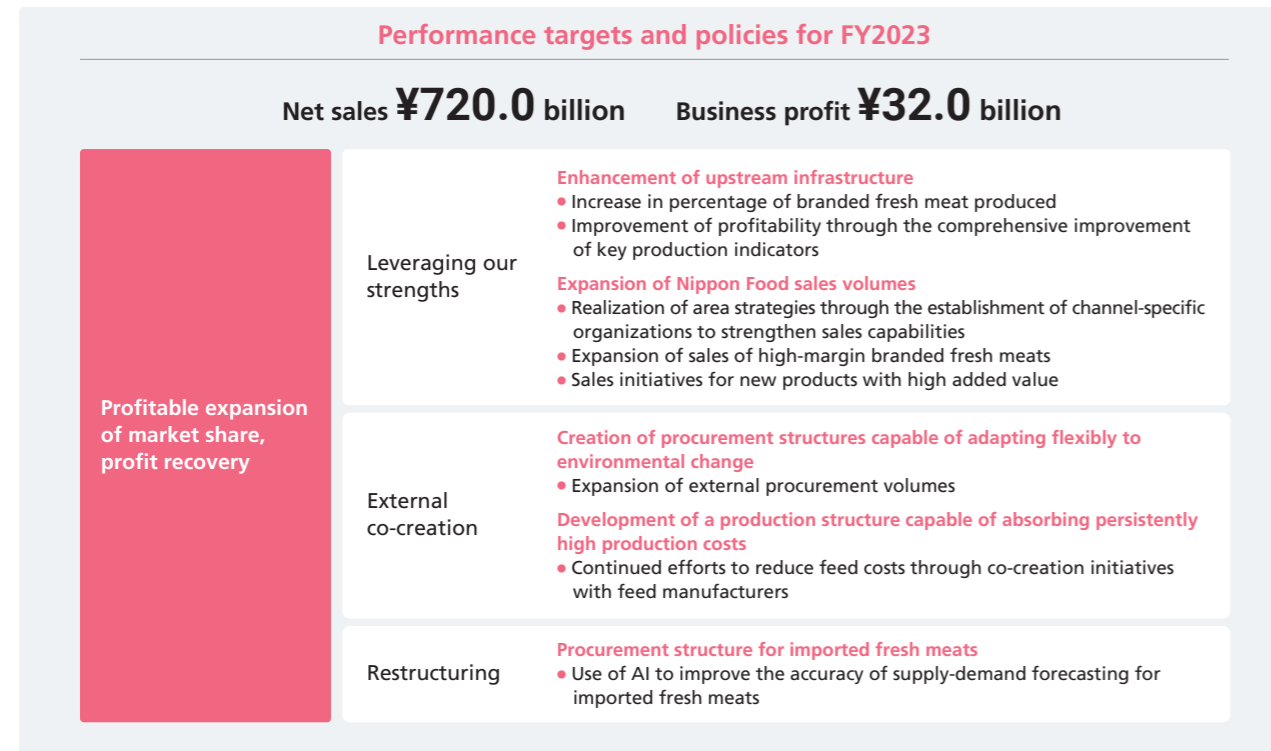 Performance targets and policies for FY2023
Net sales ¥720.0 billion Business profit ¥32.0 billion
Profitable expansion
of market share,
profit recovery
Leveraging our
strengths
Enhancement of upstream infrastructure
● Increase in percentage of branded fresh meat produced
● Improvement of profitability through the comprehensive improvement
of key production indicators
Expansion of Nippon Food sales volumes
● Realization of area strategies through the establishment of channel-specific
organizations to strengthen sales capabilities
● Expansion of sales of high-margin branded fresh meats
● Sales initiatives for new products with high added value
External
co-creation
Creation of procurement structures capable of adapting flexibly to
environmental change
● Expansion of external procurement volumes
Development of a production structure capable of absorbing persistently
high production costs
● Continued efforts to reduce feed costs through co-creation initiatives
with feed manufacturers
Restructuring
Procurement structure for imported fresh meats
● Use of AI to improve the accuracy of supply-demand forecasting for
imported fresh meats